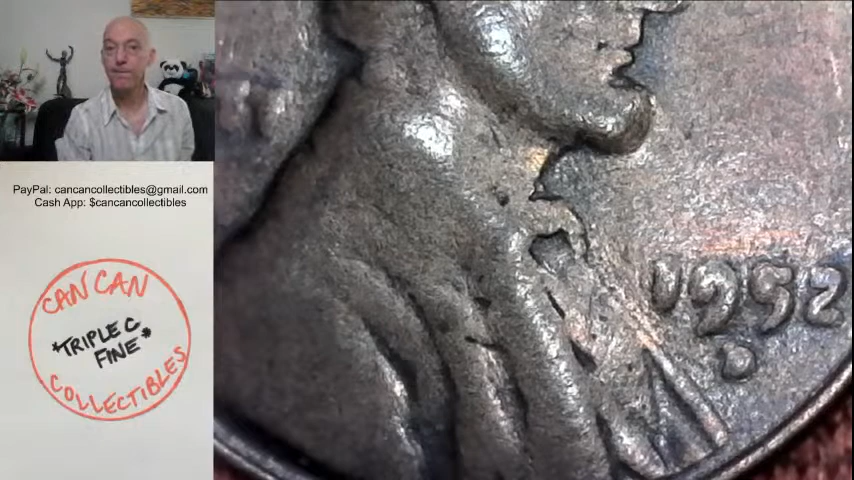 PayPal: cancancollectibles@gmail.com
Cash App: $cancancollectibles
CAN CAN
*TRIPLE C*
FINE
COLLECTIBLES
1952